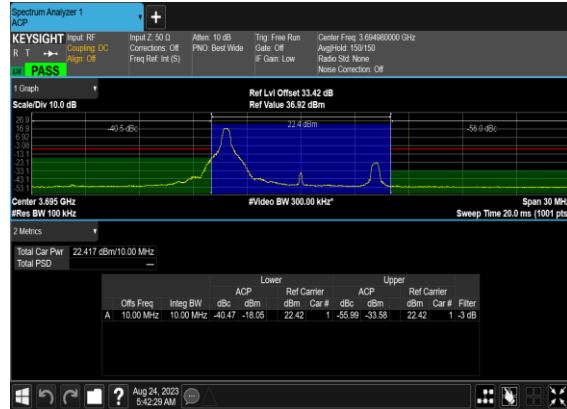 Spectrum Analyzer 1
ACP
+
KEYSIGHT
R T
LM PASS
Input: RF
Coupling: DC
Align: Off
Input Z: 50 Ω
Corrections: Off
Freq Ref: Int (S)
Atten: 10 dB
PNO: Best Wide
Trig: Free Run
Gate: Off
IF Gain: Low
Center Freq: 3.694980000 GHz
Avg|Hold: 150/150
Radio Std: None
Noise Correction: Off
1 Graph
Scale/Div 10.0 dB
Ref Lvl Offset 33.42 dB
Ref Value 36.92 dBm
26.9
16.9
6.92
-3.08
-13.1
-23.1
-33.1
-43.1
-53.1
-40.5 dBc
22.4 dBm
-56.0 dBc
Center 3.695 GHz
#Res BW 100 kHz
#Video BW 300.00 kHz*
Span 30 MHz
Sweep Time 20.0 ms (1001 pts)
2 Metrics
Total Car Pwr 22.417 dBm/10.00 MHz
Total PSD ---
Lower Upper
ACP Ref Carrier ACP Ref Carrier
Offs Freq Integ BW dBc dBm dBm Car # dBc dBm dBm Car # Filter
A 10.00 MHz 10.00 MHz -40.47 -18.05 22.42 1 -55.99 -33.58 22.42 1 -3 dB
?
Aug 24, 2023
5:42:29 AM